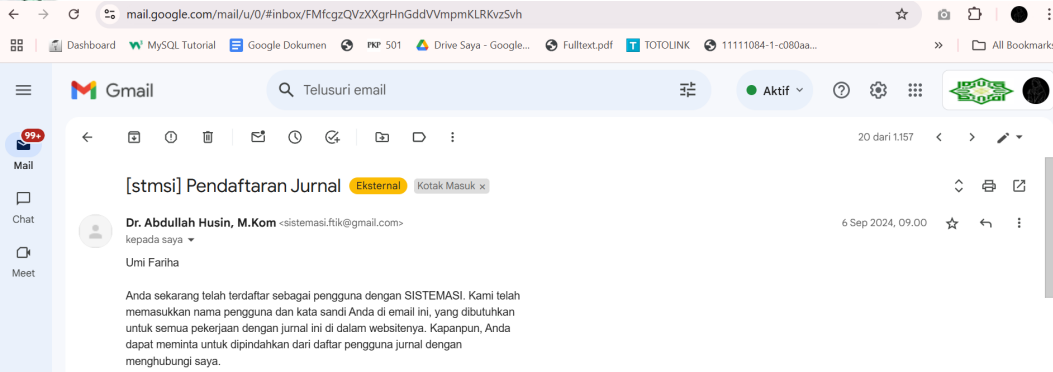 mail.google.com/mail/u/0/#inbox/FMfcgzQVzXXgrHnGddVVmpmKLRKvzSvh
Dashboard MySQL Tutorial Google Dokumen PKP 501 Drive Saya - Google... Fulltext.pdf TOTOLINK 11111084-1-c080aa... » All Bookmarks
Gmail Telusuri email Aktif
99+
20 dari 1.157
Mail
[stmsi] Pendaftaran Jurnal Eksternal Kotak Masuk ×
Chat
Dr. Abdullah Husin, M.Kom <sistemasi.ftik@gmail.com> 6 Sep 2024, 09.00
kepada saya
Umi Fariha
Meet
Anda sekarang telah terdaftar sebagai pengguna dengan SISTEMASI. Kami telah
memasukkan nama pengguna dan kata sandi Anda di email ini, yang dibutuhkan
untuk semua pekerjaan dengan jurnal ini di dalam websitenya. Kapanpun, Anda
dapat meminta untuk dipindahkan dari daftar pengguna jurnal dengan
menghubungi saya.